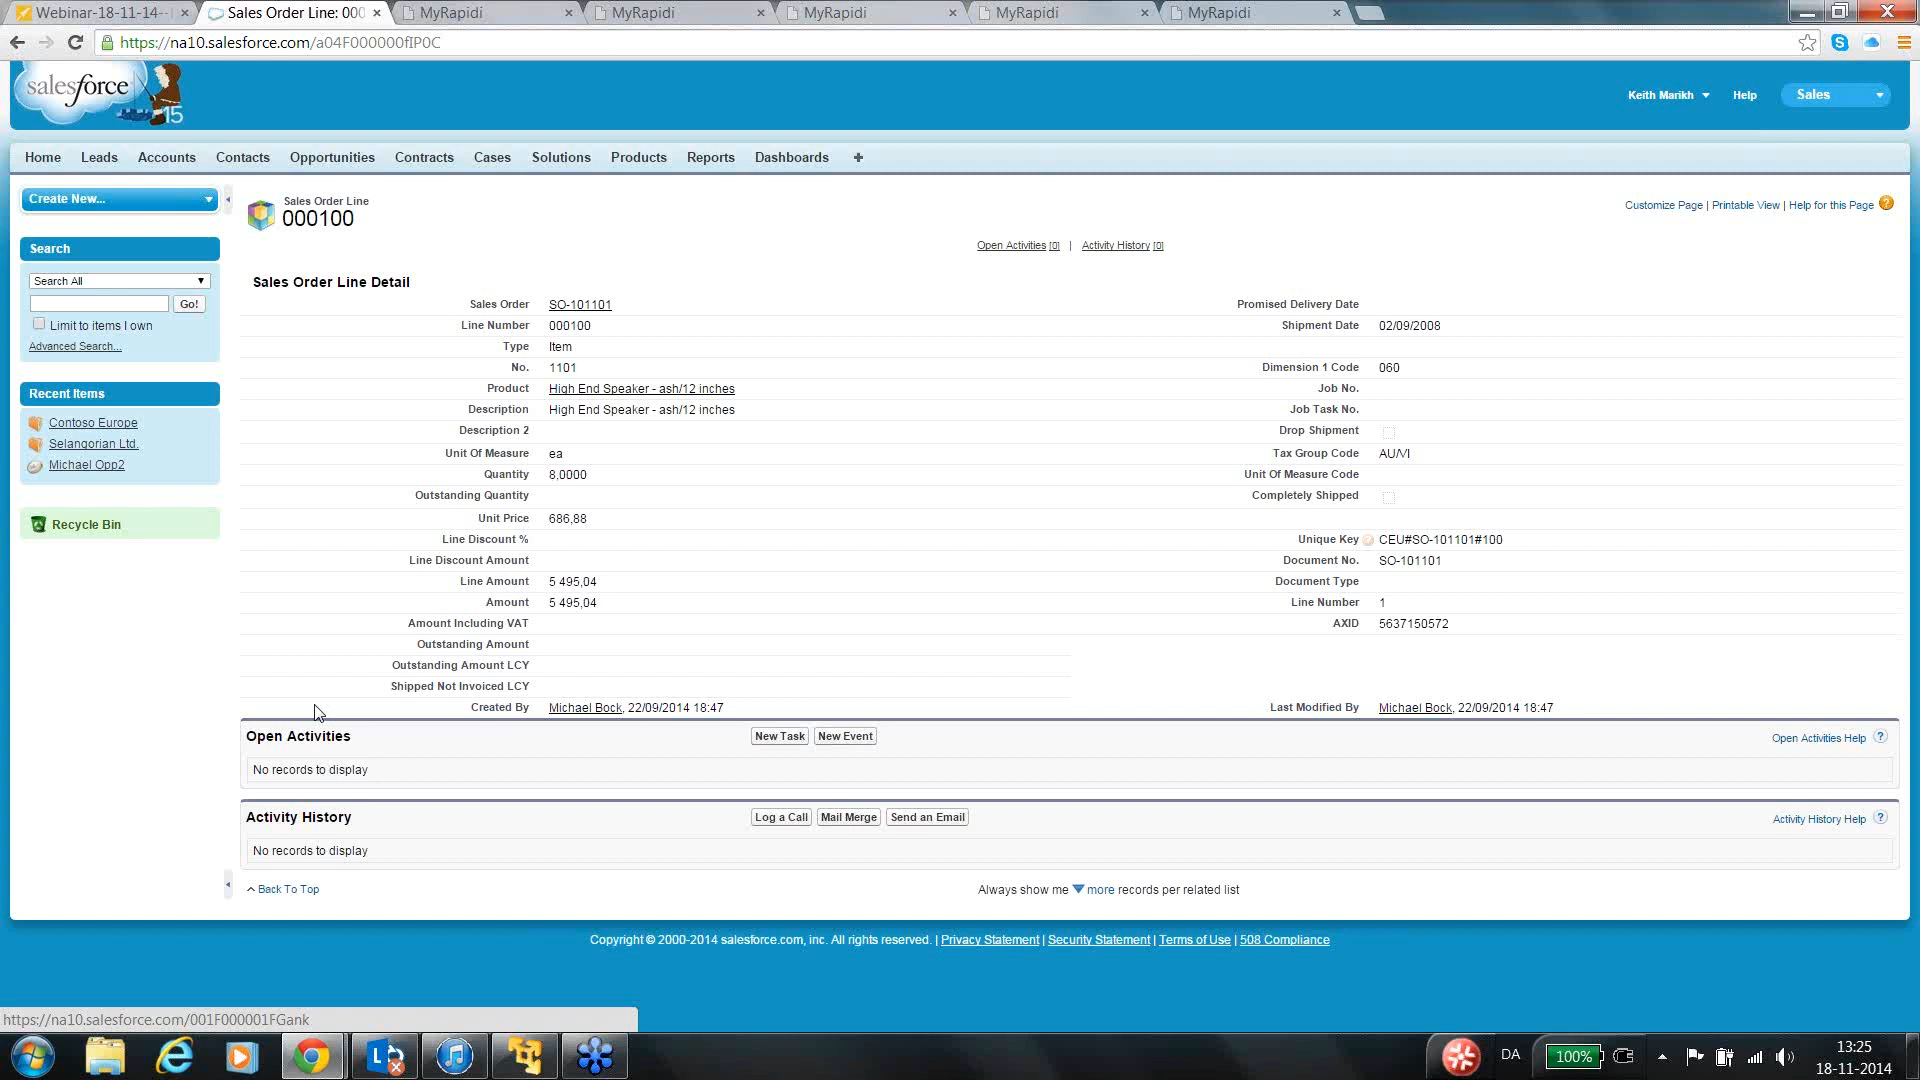 Webinar-18-11-14--
Sales Order Line: 000
MyRapidi
MyRapidi
MyRapidi
MyRapidi
MyRapidi
https://na10.salesforce.com/a04F000000fIP0C
salesforce
15
Keith Marikh
Help
Sales
Home
Leads
Accounts
Contacts
Opportunities
Contracts
Cases
Solutions
Products
Reports
Dashboards
+
Create New...
Search
Search All
Go!
Limit to items I own
Advanced Search...
Recent Items
Contoso Europe
Selangorian Ltd.
Michael Opp2
Recycle Bin
Sales Order Line
000100
Customize Page | Printable View | Help for this Page
Open Activities [0] | Activity History [0]
Sales Order Line Detail
Sales Order SO-101101 Promised Delivery Date
Line Number 000100 Shipment Date 02/09/2008
Type Item
No. 1101 Dimension 1 Code 060
Product High End Speaker - ash/12 inches Job No.
Description High End Speaker - ash/12 inches Job Task No.
Description 2 Drop Shipment
Unit Of Measure ea Tax Group Code AU/VI
Quantity 8,0000 Unit Of Measure Code
Outstanding Quantity Completely Shipped
Unit Price 686,88
Line Discount % Unique Key CEU#SO-101101#100
Line Discount Amount Document No. SO-101101
Line Amount 5 495,04 Document Type
Amount 5 495,04 Line Number 1
Amount Including VAT AXID 5637150572
Outstanding Amount
Outstanding Amount LCY
Shipped Not Invoiced LCY
Created By Michael Bock, 22/09/2014 18:47 Last Modified By Michael Bock, 22/09/2014 18:47
Open Activities New Task New Event Open Activities Help ?
No records to display
Activity History Log a Call Mail Merge Send an Email Activity History Help ?
No records to display
Back To Top
Always show me more records per related list
Copyright © 2000-2014 salesforce.com, inc. All rights reserved. | Privacy Statement | Security Statement | Terms of Use | 508 Compliance
https://na10.salesforce.com/001F000001FGank
DA
100%
13:25
18-11-2014